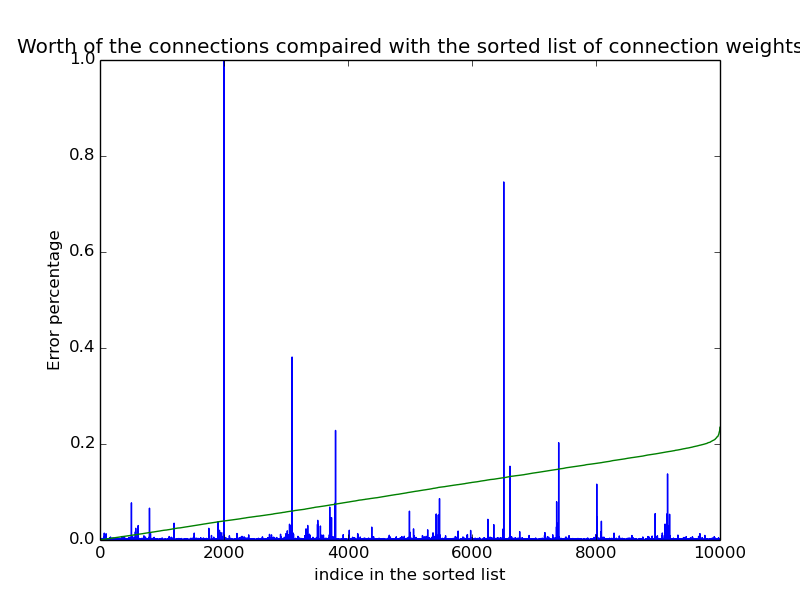 Worth of the connections compaired with the sorted list of connection weights
1.0
0.8
0.6
0.4
0.2
0.0
Error percentage
0 2000 4000 6000 8000 10000
indice in the sorted list